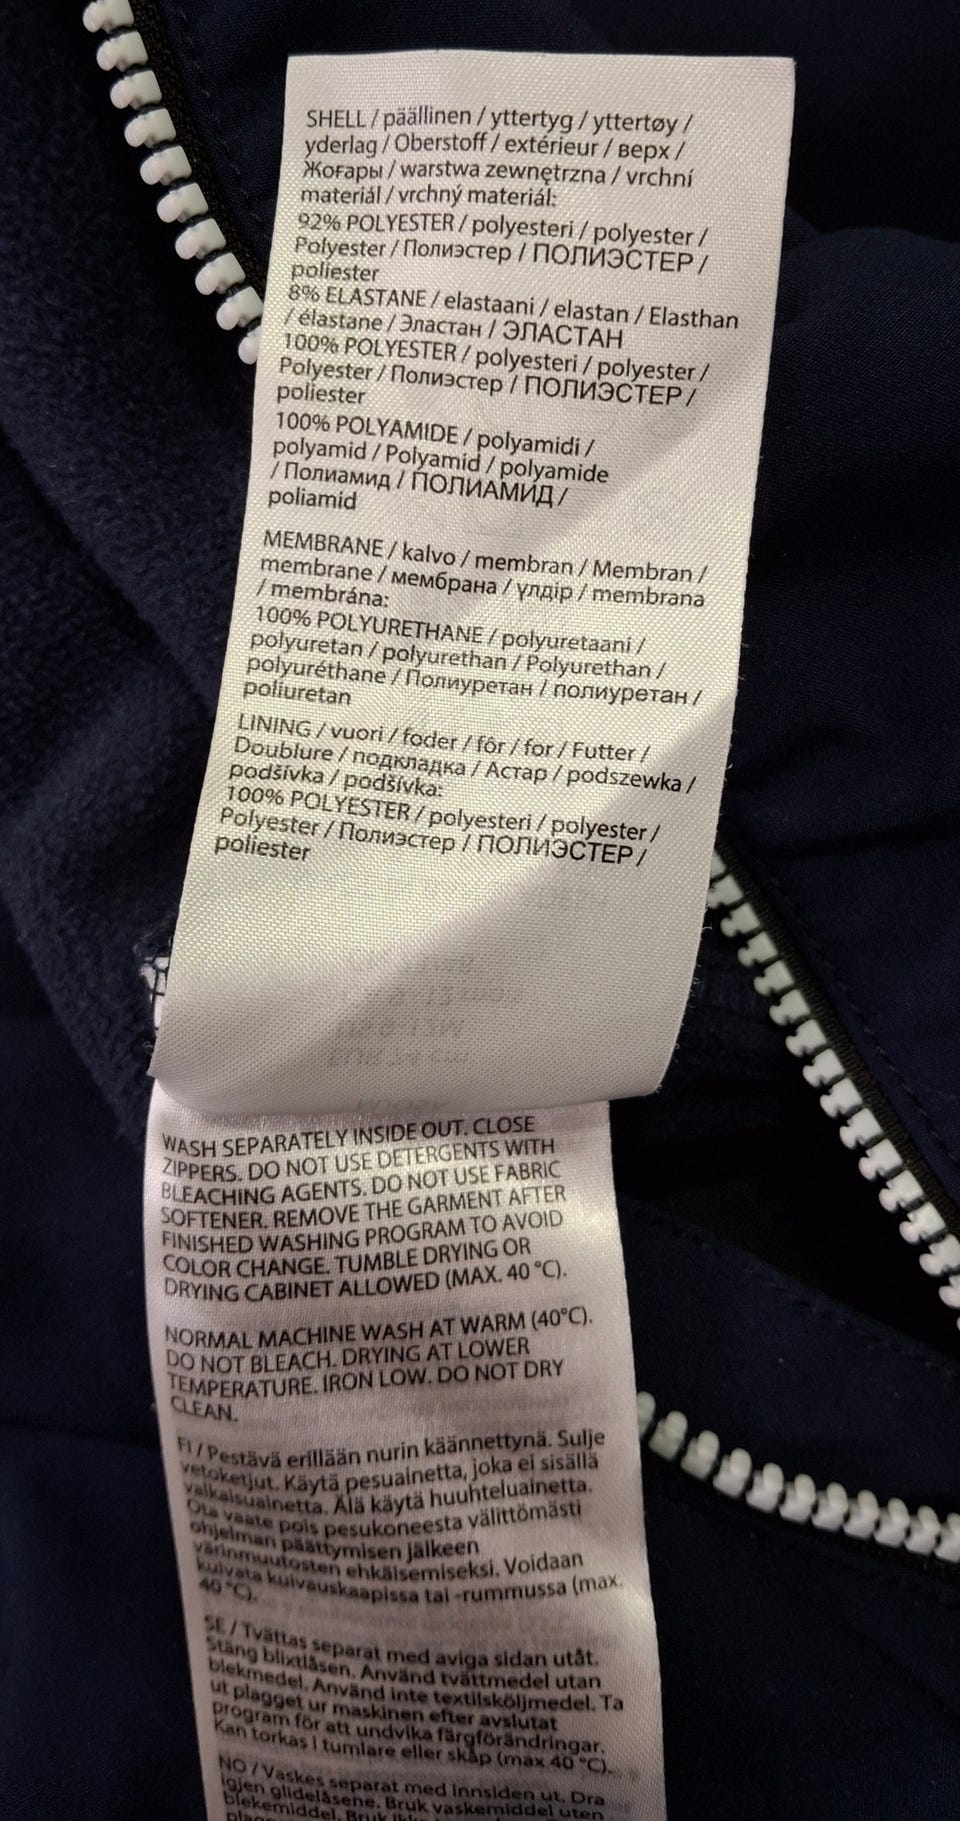 SHELL / päällinen / yttertyg / yttertøy /
yderlag / Oberstoff / extérieur / верх /
Жоғары / warstwa zewnętrzna / vrchní
materiál / vrchný materiál:
92% POLYESTER / polyesteri / polyester /
Polyester / Полиэстер / ПОЛИЭСТЕР /
poliester
8% ELASTANE / elastaani / elastan / Elasthan
/ élastane / Эластан / ЭЛАСТАН
100% POLYESTER / polyesteri / polyester /
Polyester / Полиэстер / ПОЛИЭСТЕР /
poliester
100% POLYAMIDE / polyamidi /
polyamid / Polyamid / polyamide
/ Полиамид / ПОЛИАМИД /
poliamid
MEMBRANE / kalvo / membran / Membran /
membrane / мембрана / үлдір / membrana
/ membrána:
100% POLYURETHANE / polyuretaani /
polyuretan / polyurethan / Polyurethan /
polyuréthane / Полиуретан / полиуретан /
poliuretan
LINING / vuori / foder / fôr / for / Futter /
Doublure / подкладка / Астар / podszewka /
podšívka / podšívka:
100% POLYESTER / polyesteri / polyester /
Polyester / Полиэстер / ПОЛИЭСТЕР /
poliester
WASH SEPARATELY INSIDE OUT. CLOSE
ZIPPERS. DO NOT USE DETERGENTS WITH
BLEACHING AGENTS. DO NOT USE FABRIC
SOFTENER. REMOVE THE GARMENT AFTER
FINISHED WASHING PROGRAM TO AVOID
COLOR CHANGE. TUMBLE DRYING OR
DRYING CABINET ALLOWED (MAX. 40 °C).
NORMAL MACHINE WASH AT WARM (40°C).
DO NOT BLEACH. DRYING AT LOWER
TEMPERATURE. IRON LOW. DO NOT DRY
CLEAN.
FI / Pestävä erillään nurin käännettynä. Sulje
vetoketjut. Käytä pesuainetta, joka ei sisällä
valkaisuainetta. Älä käytä huuhteluainetta.
Ota vaate pois pesukoneesta välittömästi
ohjelman päättymisen jälkeen
värinmuutosten ehkäisemiseksi. Voidaan
kuivata kuivauskaapissa tai -rummussa (max.
40 °C).
SE / Tvättas separat med aviga sidan utåt.
Stäng blixtlåsen. Använd tvättmedel utan
blekmedel. Använd inte textilsköljmedel. Ta
ut plagget ur maskinen efter avslutat
program för att undvika färgförändringar.
Kan torkas i tumlare eller skåp (max 40 °C).
NO / Vaskes separat med innsiden ut. Dra
igjen glidelåsene. Bruk vaskemiddel uten
blekemiddel. Bruk ikke